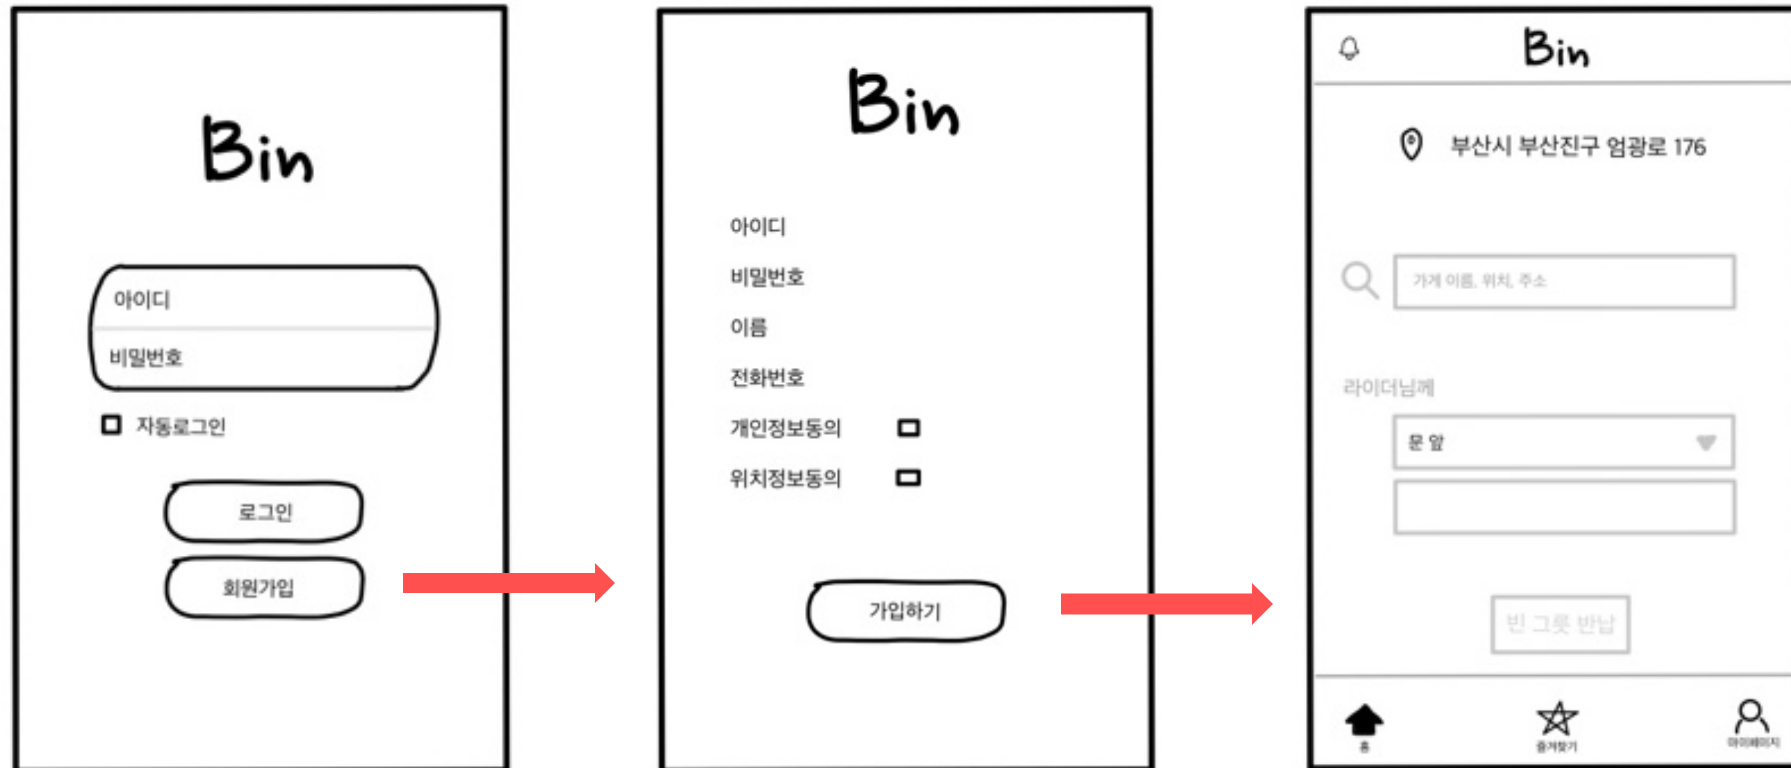 Bin
아이디
비밀번호
자동로그인
로그인
회원가입
Bin
아이디
비밀번호
이름
전화번호
개인정보동의
위치정보동의
가입하기
Bin
부산시 부산진구 엄광로 176
가게 이름, 위치, 주소
라이더님께
문 앞
빈 그릇 반납
홈
즐겨찾기
마이페이지